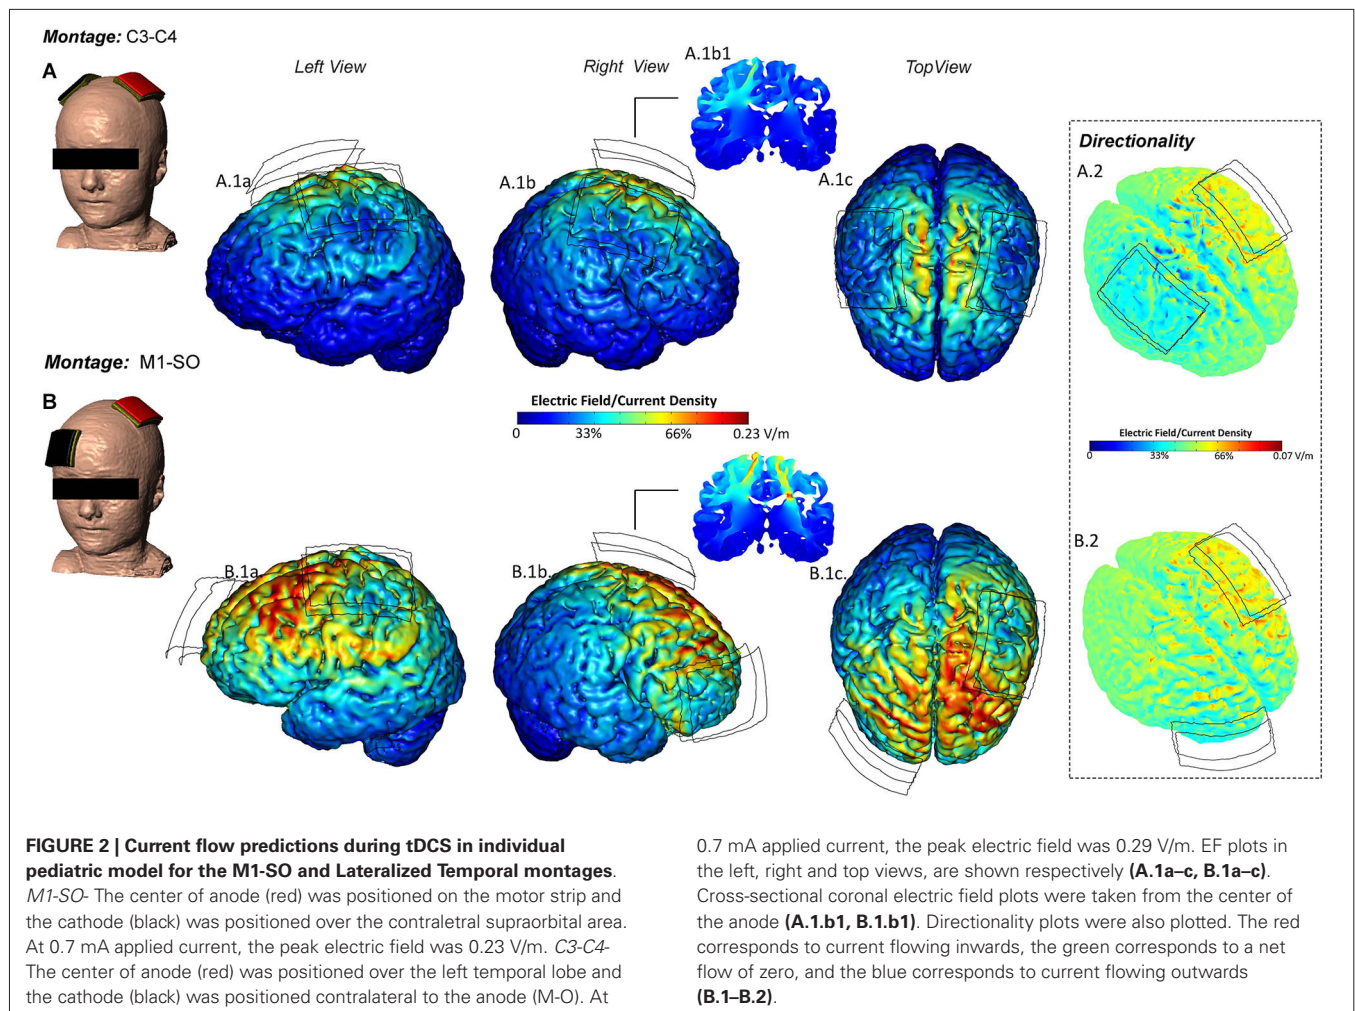 Montage: C3-C4
A
Left View
Right View
A.1b1
TopView
A.1a
A.1b
A.1c
Directionality
A.2
Montage: M1-SO
B
Electric Field/Current Density
0 33% 66% 0.23 V/m
Electric Field/Current Density
0 33% 66% 0.07 V/m
B.1a.
B.1b.
B.1c.
B.2
FIGURE 2 | Current flow predictions during tDCS in individual
pediatric model for the M1-SO and Lateralized Temporal montages.
M1-SO- The center of anode (red) was positioned on the motor strip and
the cathode (black) was positioned over the contraletral supraorbital area.
At 0.7 mA applied current, the peak electric field was 0.23 V/m. C3-C4-
The center of anode (red) was positioned over the left temporal lobe and
the cathode (black) was positioned contralateral to the anode (M-O). At
0.7 mA applied current, the peak electric field was 0.29 V/m. EF plots in
the left, right and top views, are shown respectively (A.1a–c, B.1a–c).
Cross-sectional coronal electric field plots were taken from the center of
the anode (A.1.b1, B.1.b1). Directionality plots were also plotted. The red
corresponds to current flowing inwards, the green corresponds to a net
flow of zero, and the blue corresponds to current flowing outwards
(B.1–B.2).